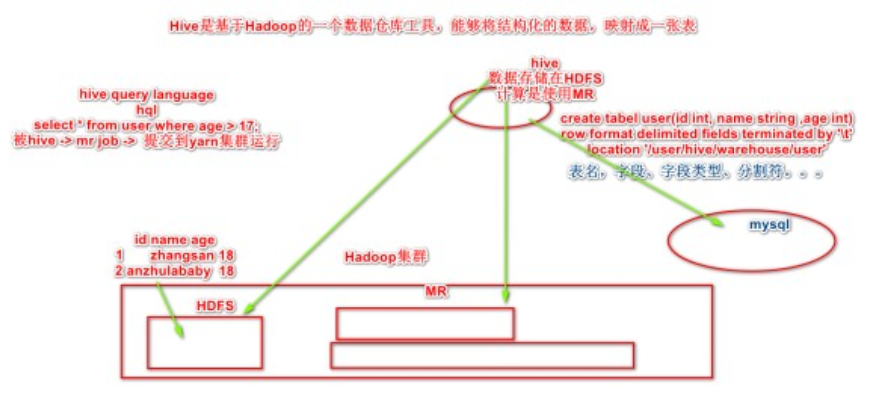 Hive是基于Hadoop的一个数据仓库工具，能够将结构化的数据，映射成一张表
hive
数据存储在HDFS
计算是使用MR
hive query language
hql
select * from user where age > 17;
被hive -> mr job -> 提交到yarn集群运行
create tabel user(id int, name string ,age int)
row format delimited fields terminated by '\t'
location '/user/hive/warehouse/user'
表名，字段、字段类型、分割符。。。
mysql
id name age
1 zhangsan 18
2 anzhulababy 18
Hadoop集群
MR
HDFS